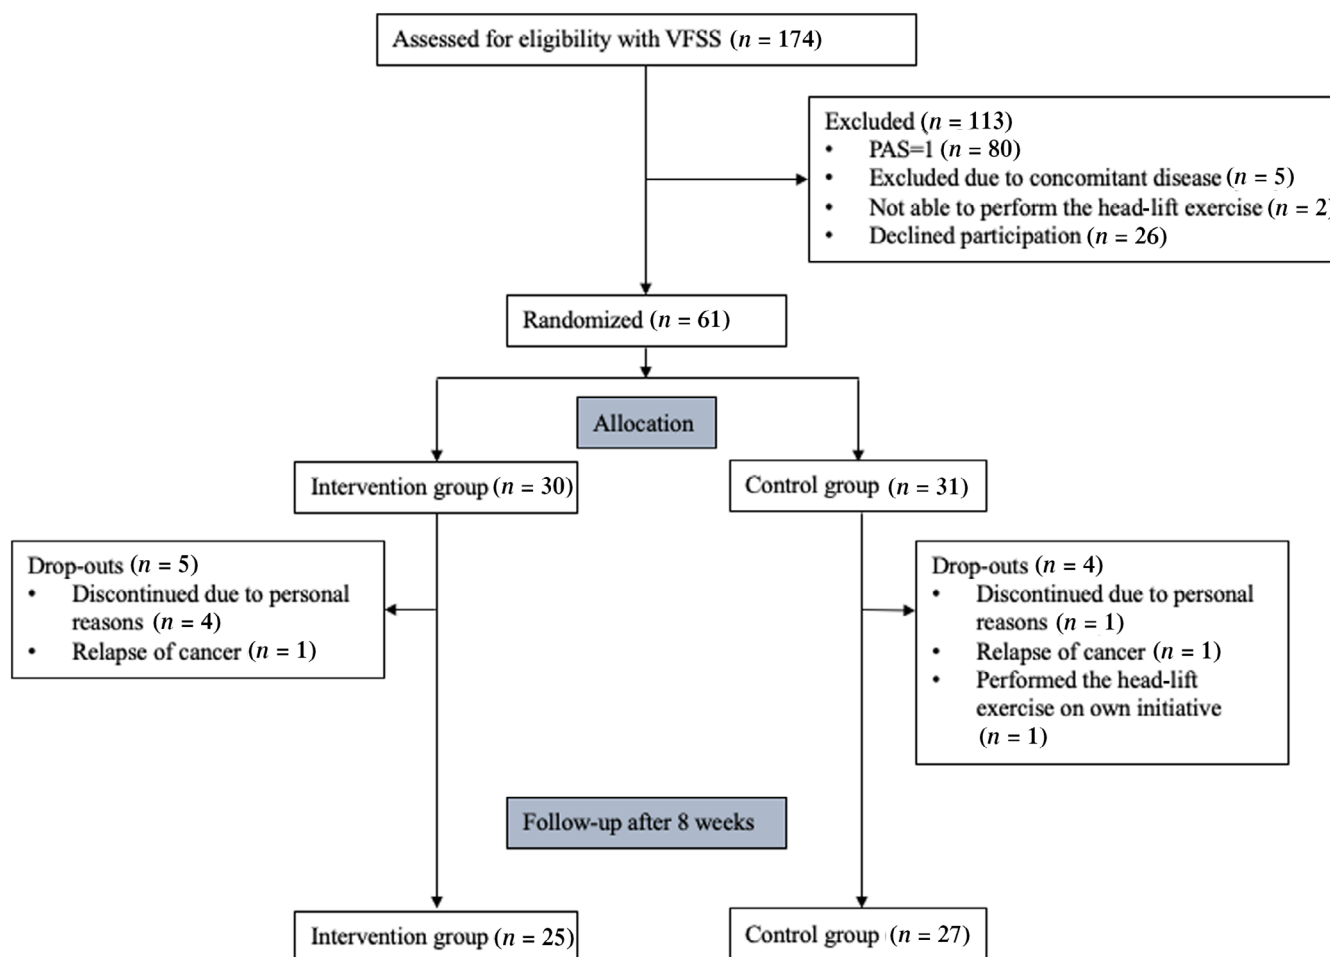 Assessed for eligibility with VFSS (n = 174)
Excluded (n = 113)
• PAS=1 (n = 80)
• Excluded due to concomitant disease (n = 5)
• Not able to perform the head-lift exercise (n = 2)
• Declined participation (n = 26)
Randomized (n = 61)
Allocation
Intervention group (n = 30)
Control group (n = 31)
Drop-outs (n = 5)
• Discontinued due to personal
reasons (n = 4)
• Relapse of cancer (n = 1)
Drop-outs (n = 4)
• Discontinued due to personal
reasons (n = 1)
• Relapse of cancer (n = 1)
• Performed the head-lift
exercise on own initiative
(n = 1)
Follow-up after 8 weeks
Intervention group (n = 25)
Control group (n = 27)